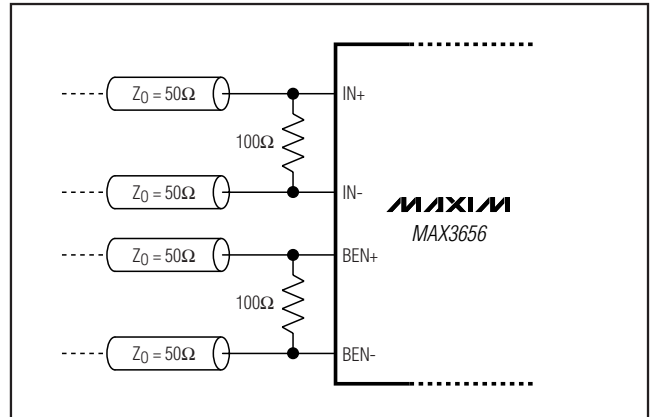 Z0 = 50Ω
IN+
100Ω
Z0 = 50Ω
IN-
MAXIM
MAX3656
Z0 = 50Ω
BEN+
100Ω
Z0 = 50Ω
BEN-